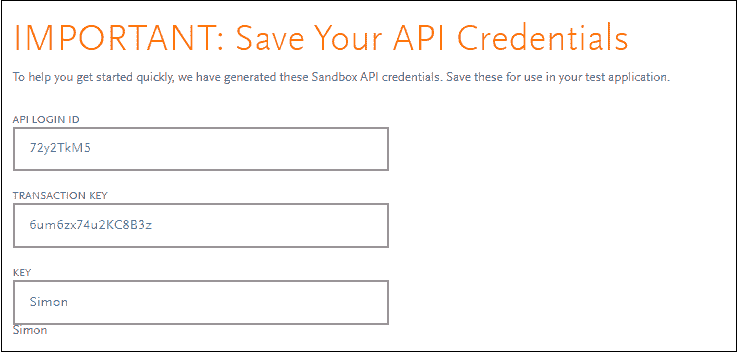 IMPORTANT: Save Your API Credentials
To help you get started quickly, we have generated these Sandbox API credentials. Save these for use in your test application.
API LOGIN ID
72y2TkM5
TRANSACTION KEY
6um6zx74u2KC8B3z
KEY
Simon
Simon